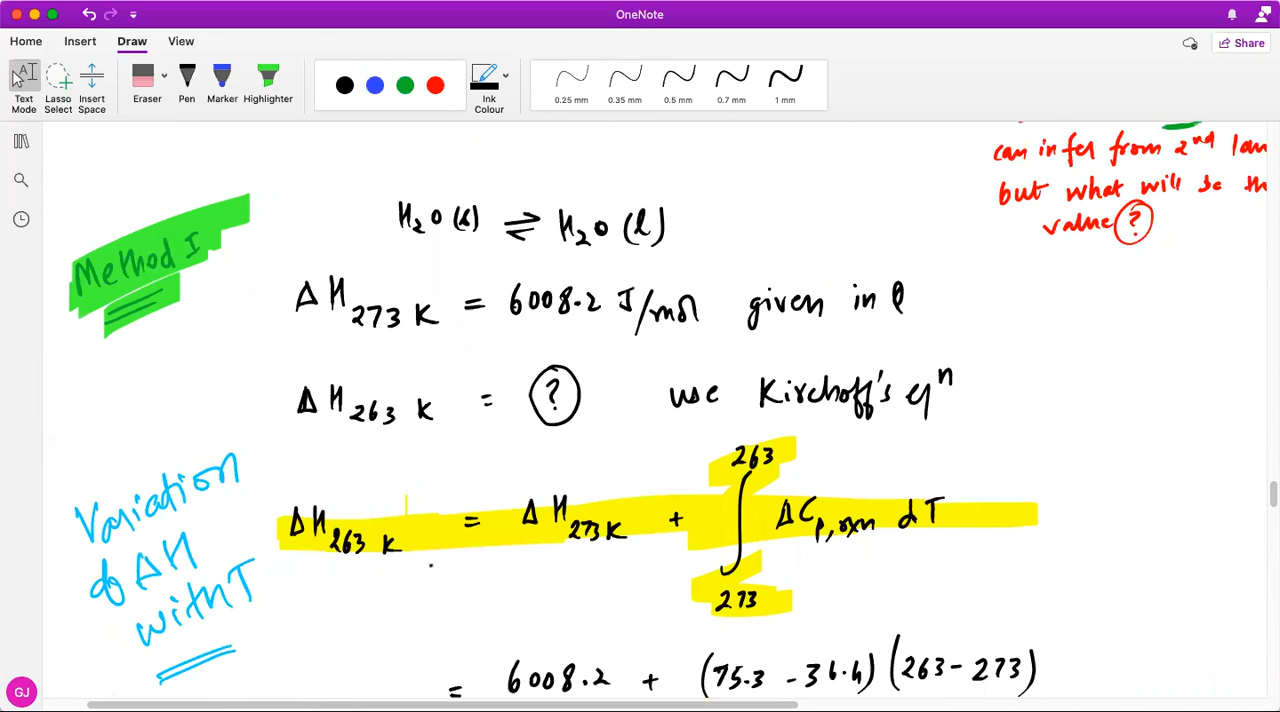 OneNote
Home Insert Draw View
Share
Text Mode
Lasso Select
Insert Space
Eraser
Pen
Marker
Highlighter
Ink Colour
0.25 mm 0.35 mm 0.5 mm 0.7 mm 1 mm
can infer from 2nd law
but what will be the
value ?
Method I
H2O (s) ⇌ H2O (l)
ΔH273 K = 6008.2 J/mol given in Q
ΔH263 K = ? use Kirchoff's eqn
Variation
of ΔH
with T
ΔH263 K = ΔH273 K + ∫273^263 ΔCp,rxn dT
= 6008.2 + (75.3 - 36.4) (263 - 273)
GJ